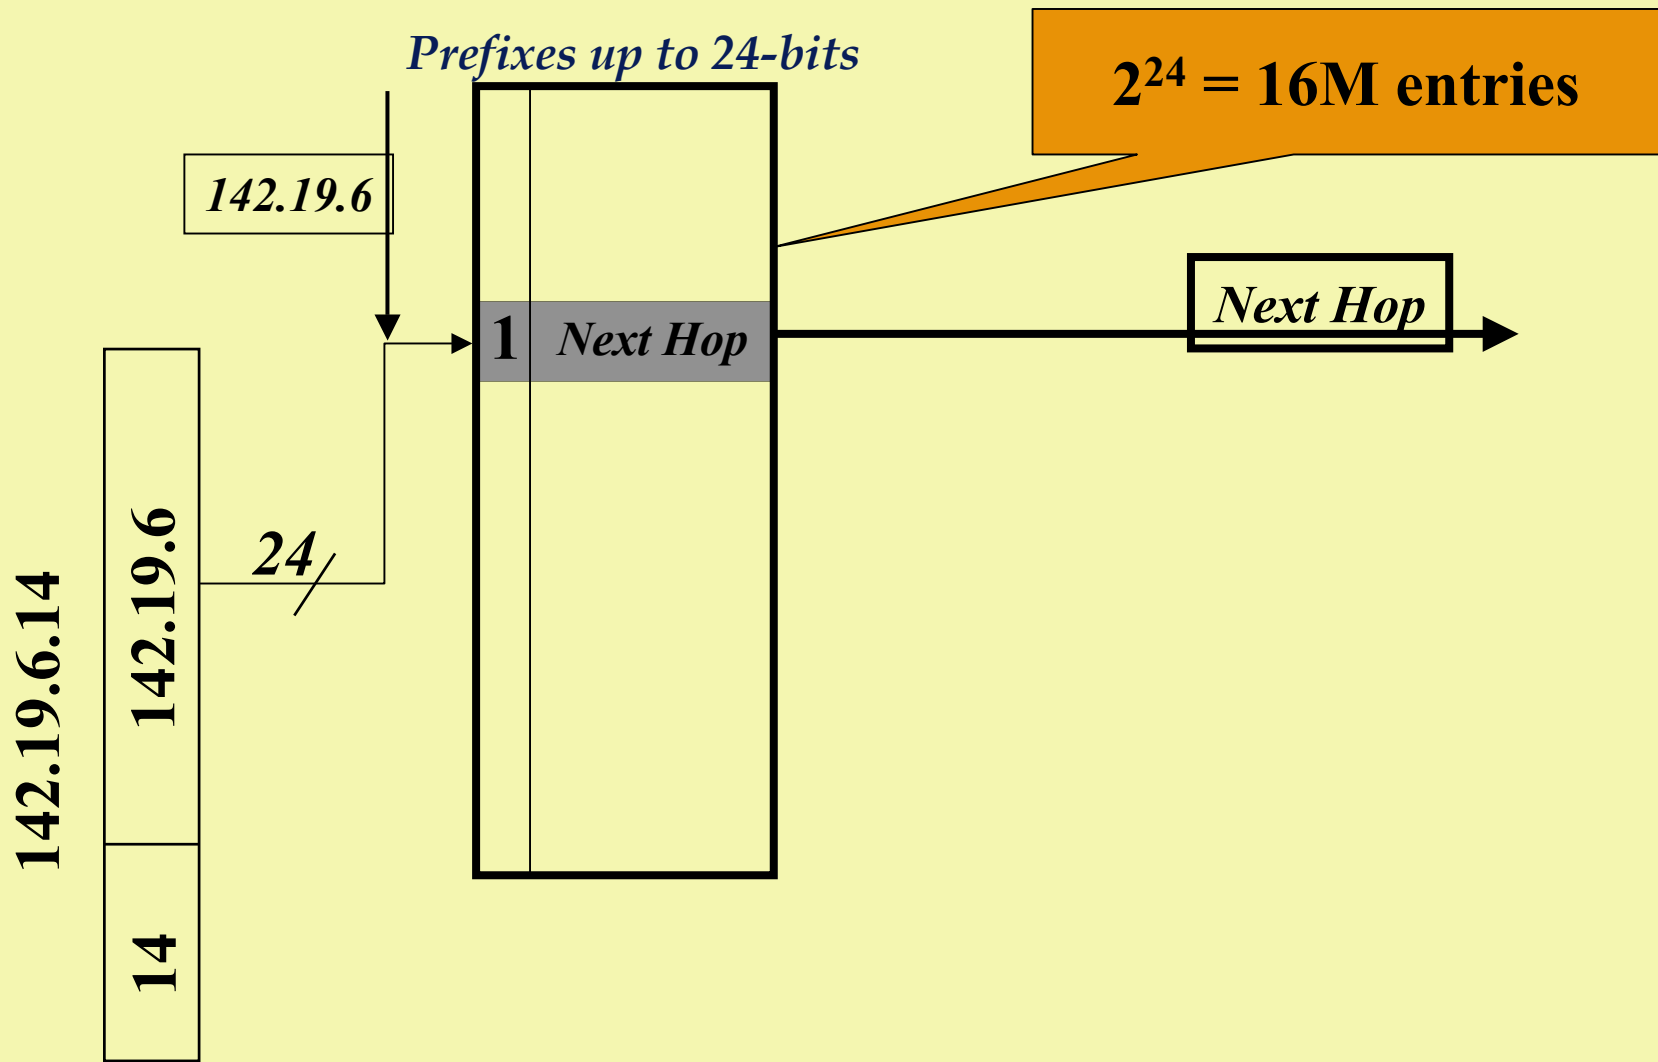 Prefixes up to 24-bits
2²⁴ = 16M entries
142.19.6
Next Hop
1 Next Hop
24
142.19.6.14
142.19.6
14